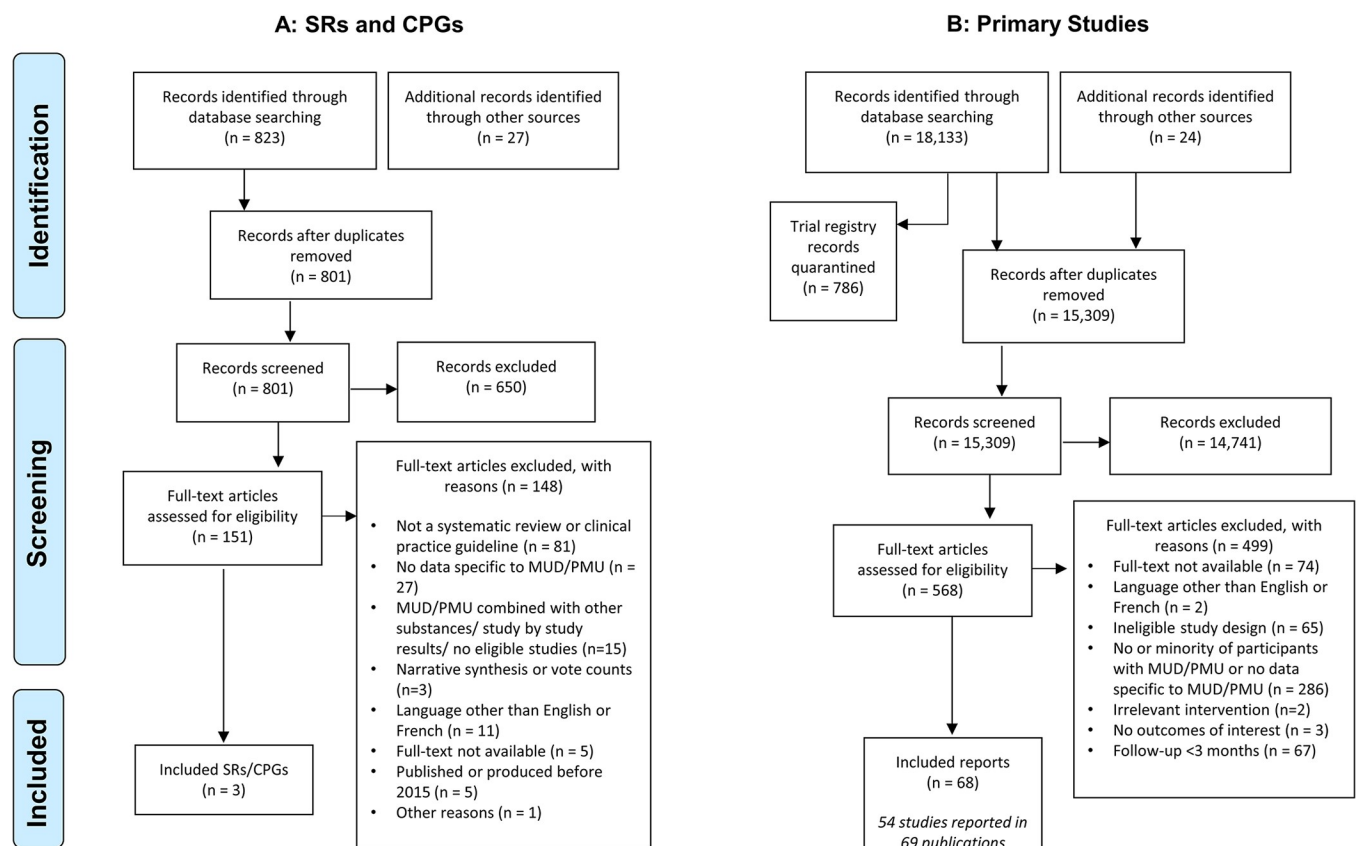 A: SRs and CPGs
Identification
Records identified through
database searching
(n = 823)
Additional records identified
through other sources
(n = 27)
Records after duplicates
removed
(n = 801)
Screening
Records screened
(n = 801)
Records excluded
(n = 650)
Full-text articles
assessed for eligibility
(n = 151)
Full-text articles excluded, with
reasons (n = 148)
• Not a systematic review or clinical
practice guideline (n = 81)
• No data specific to MUD/PMU (n =
27)
• MUD/PMU combined with other
substances/ study by study
results/ no eligible studies (n=15)
• Narrative synthesis or vote counts
(n=3)
• Language other than English or
French (n = 11)
• Full-text not available (n = 5)
• Published or produced before
2015 (n = 5)
• Other reasons (n = 1)
Included
Included SRs/CPGs
(n = 3)
B: Primary Studies
Records identified through
database searching
(n = 18,133)
Additional records identified
through other sources
(n = 24)
Trial registry
records
quarantined
(n = 786)
Records after duplicates
removed
(n = 15,309)
Records screened
(n = 15,309)
Records excluded
(n = 14,741)
Full-text articles
assessed for eligibility
(n = 568)
Full-text articles excluded, with
reasons (n = 499)
• Full-text not available (n = 74)
• Language other than English or
French (n = 2)
• Ineligible study design (n = 65)
• No or minority of participants
with MUD/PMU or no data
specific to MUD/PMU (n = 286)
• Irrelevant intervention (n=2)
• No outcomes of interest (n = 3)
• Follow-up <3 months (n = 67)
Included reports
(n = 68)
54 studies reported in
69 publications